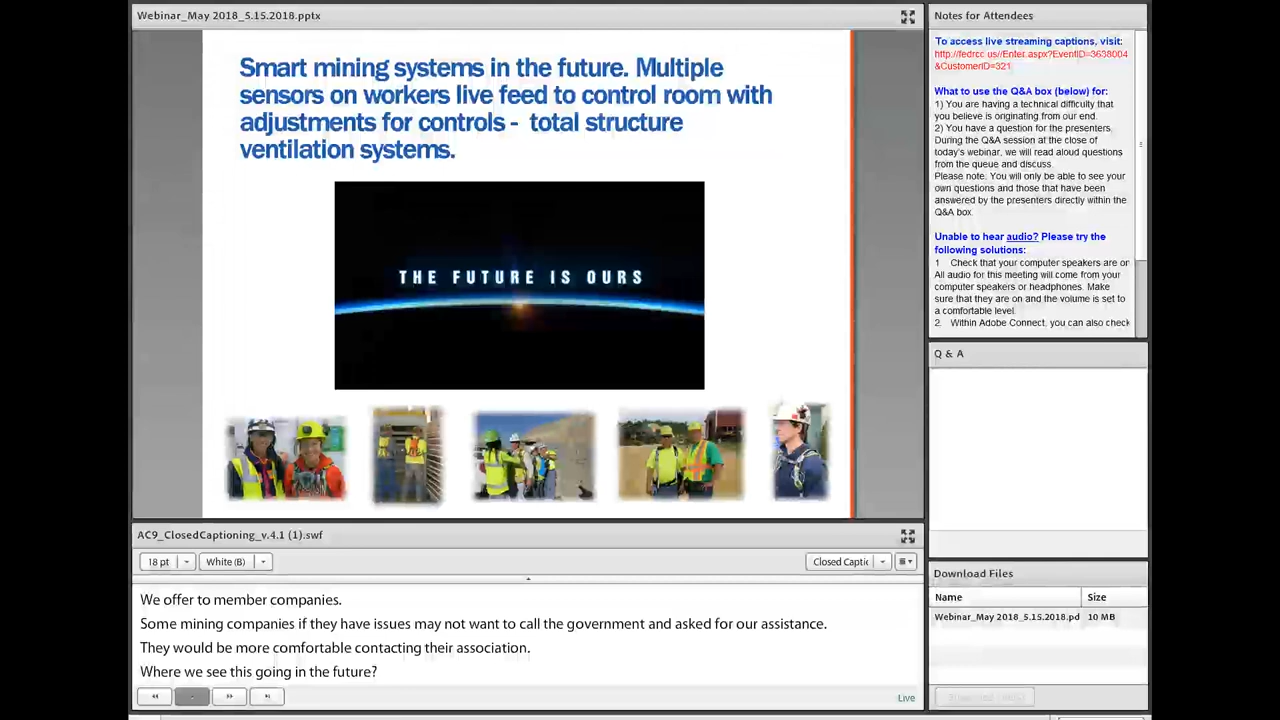 Webinar_May 2018_5.15.2018.pptx
Smart mining systems in the future. Multiple
sensors on workers live feed to control room with
adjustments for controls - total structure
ventilation systems.
THE FUTURE IS OURS
AC9_ClosedCaptioning_v.4.1 (1).swf
18 pt
White (B)
Closed Captic
We offer to member companies.
Some mining companies if they have issues may not want to call the government and asked for our assistance.
They would be more comfortable contacting their association.
Where we see this going in the future?
Live
Notes for Attendees
To access live streaming captions, visit:
http://fedrcc.us//Enter.aspx?EventID=3638004
&CustomerID=321
What to use the Q&A box (below) for:
1) You are having a technical difficulty that
you believe is originating from our end.
2) You have a question for the presenters.
During the Q&A session at the close of
today's webinar, we will read aloud questions
from the queue and discuss.
Please note: You will only be able to see your
own questions and those that have been
answered by the presenters directly within the
Q&A box.
Unable to hear audio? Please try the
following solutions:
1 Check that your computer speakers are on
All audio for this meeting will come from your
computer speakers or headphones. Make
sure that they are on and the volume is set to
a comfortable level.
2. Within Adobe Connect, you can also check
Q & A
Download Files
Name Size
Webinar_May 2018_5.15.2018.pd 10 MB